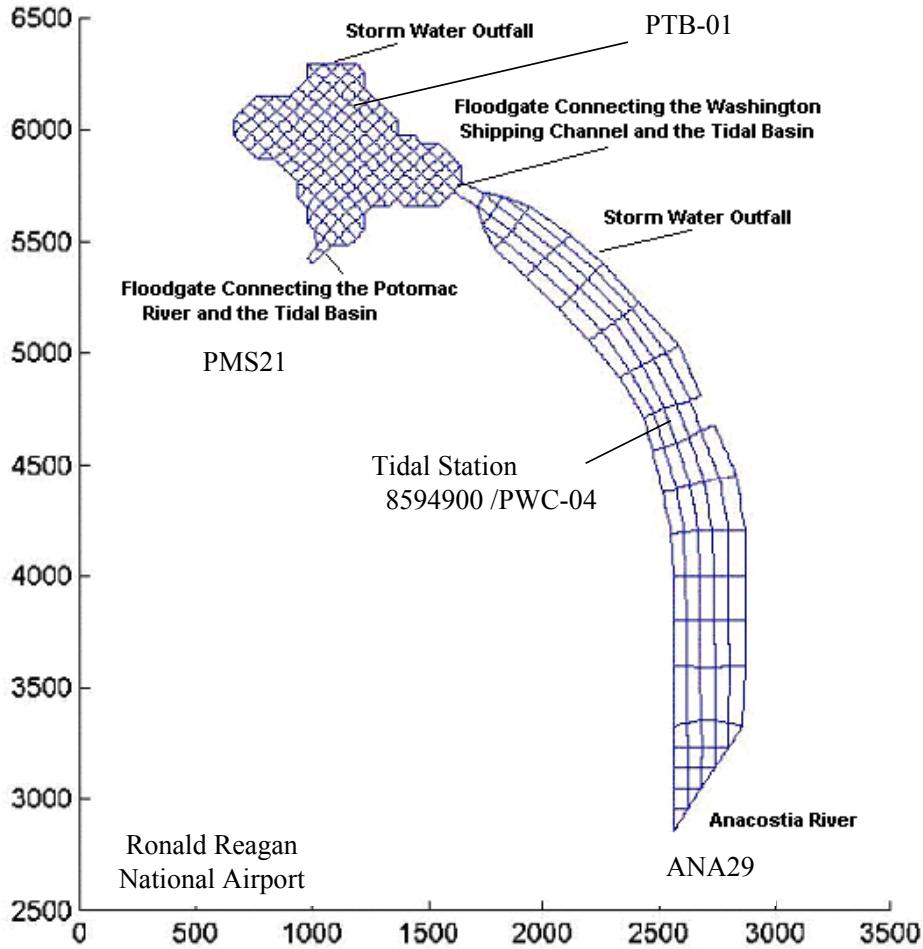 6500
Storm Water Outfall
PTB-01
Floodgate Connecting the Washington
Shipping Channel and the Tidal Basin
6000
Storm Water Outfall
5500
Floodgate Connecting the Potomac
River and the Tidal Basin
PMS21
5000
4500
Tidal Station
8594900 /PWC-04
4000
3500
3000
Anacostia River
ANA29
Ronald Reagan
National Airport
2500
0 500 1000 1500 2000 2500 3000 3500